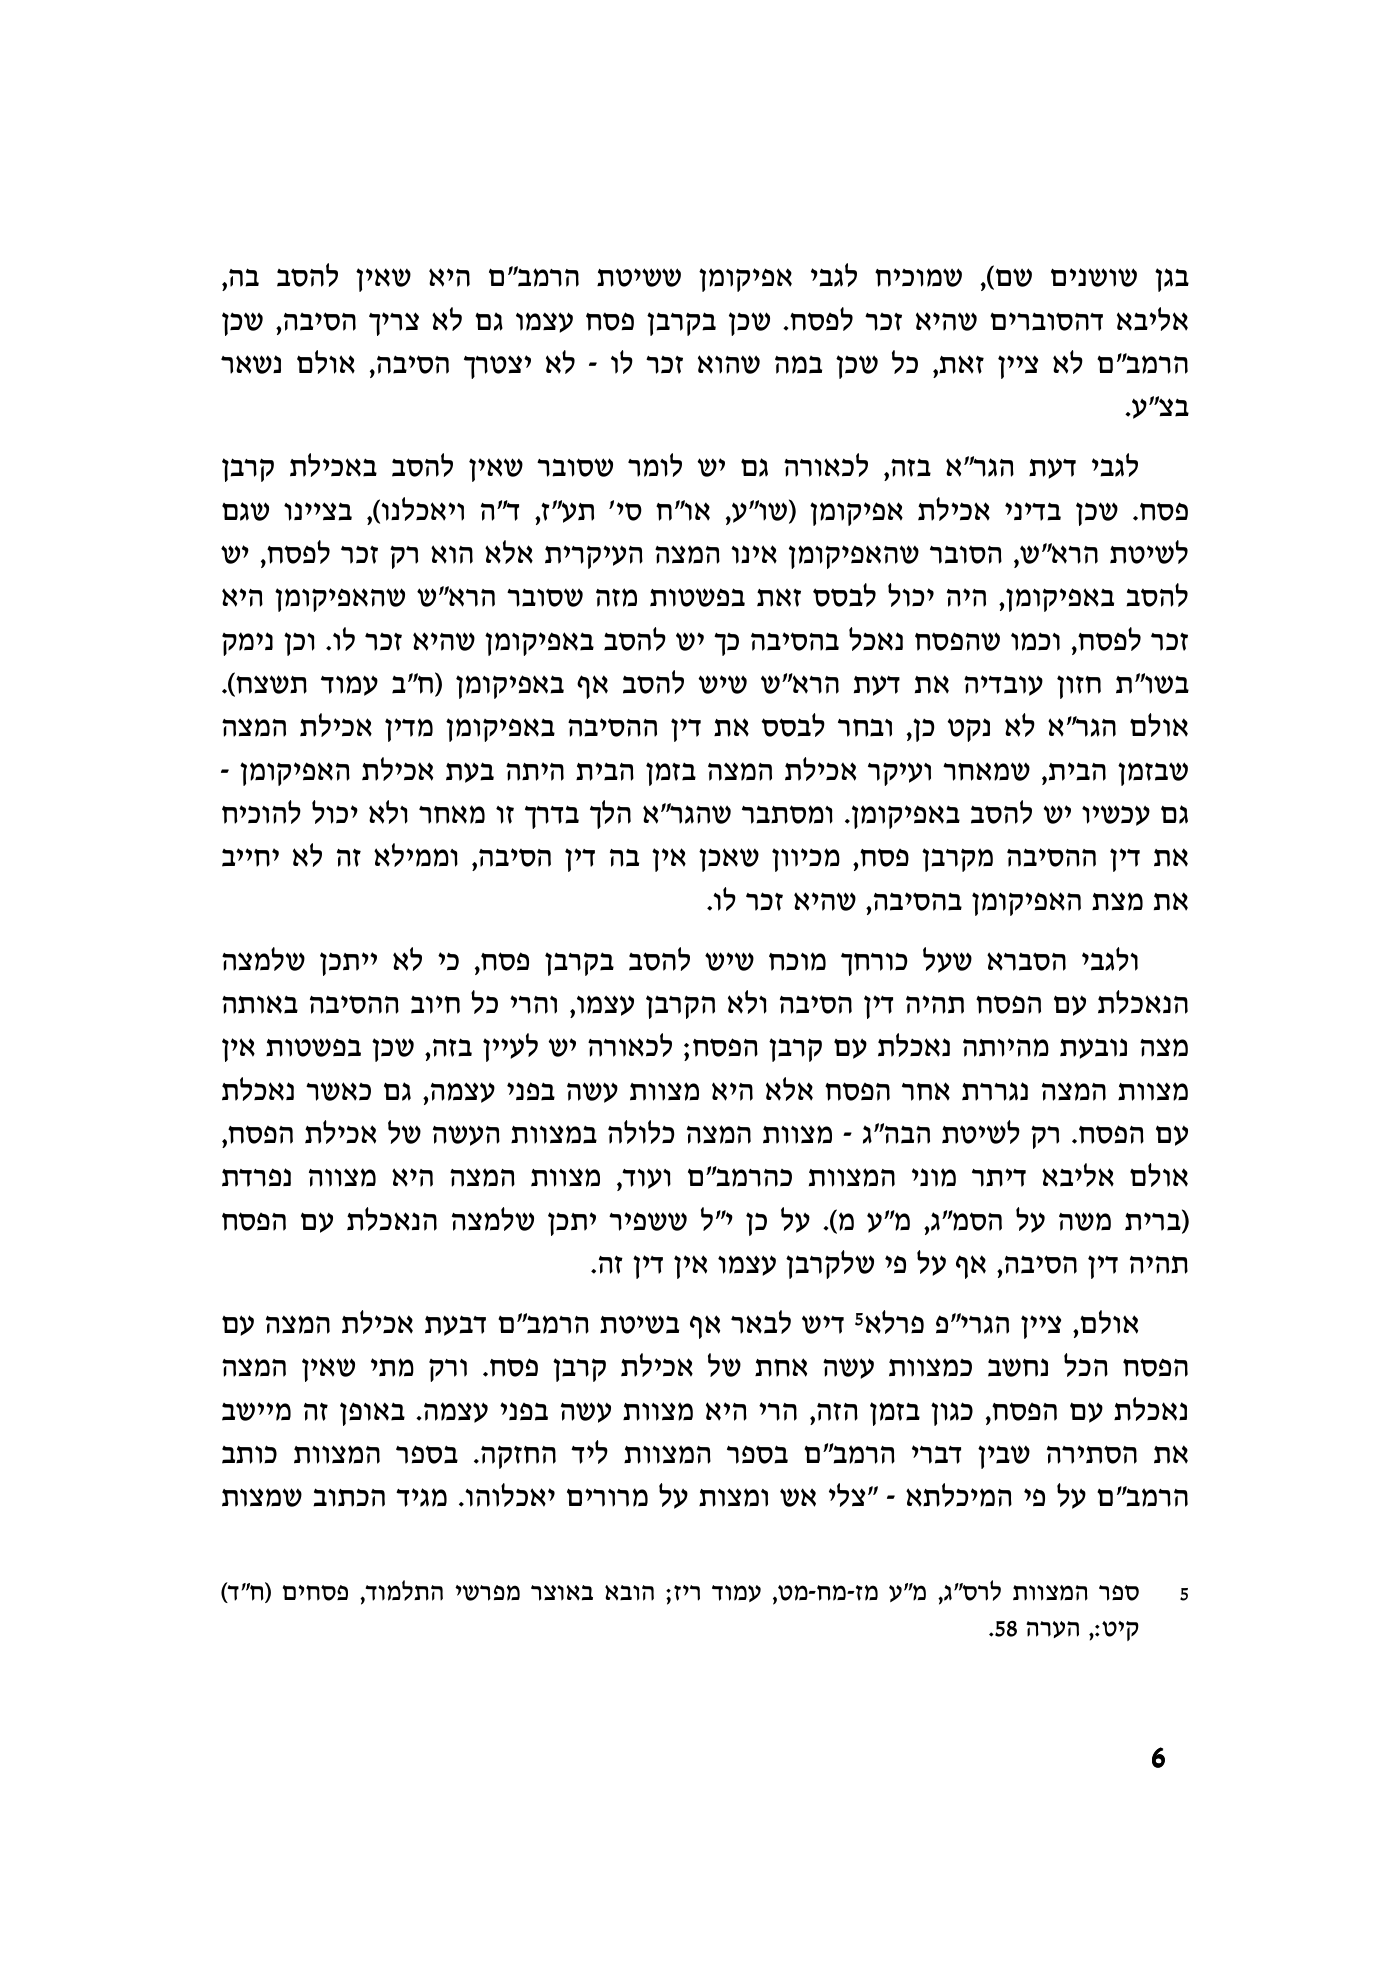 בגן שושנים שם), שמוכיח לגבי אפיקומן ששיטת הרמב"ם היא שאין להסב בה,
אליבא דהסוברים שהיא זכר לפסח. שכן בקרבן פסח עצמו גם לא צריך הסיבה, שכן
הרמב"ם לא ציין זאת, כל שכן במה שהוא זכר לו - לא יצטרך הסיבה, אולם נשאר
בצ"ע.
לגבי דעת הגר"א בזה, לכאורה גם יש לומר שסובר שאין להסב באכילת קרבן
פסח. שכן בדיני אכילת אפיקומן (שו"ע, או"ח סי' תע"ז, ד"ה ויאכלנו), בציינו שגם
לשיטת הרא"ש, הסובר שהאפיקומן אינו המצה העיקרית אלא הוא רק זכר לפסח, יש
להסב באפיקומן, היה יכול לבסס זאת בפשטות מזה שסובר הרא"ש שהאפיקומן היא
זכר לפסח, וכמו שהפסח נאכל בהסיבה כך יש להסב באפיקומן שהיא זכר לו. וכן נימק
בשו"ת חזון עובדיה את דעת הרא"ש שיש להסב אף באפיקומן (ח"ב עמוד תשצח).
אולם הגר"א לא נקט כן, ובחר לבסס את דין ההסיבה באפיקומן מדין אכילת המצה
שבזמן הבית, שמאחר ועיקר אכילת המצה בזמן הבית היתה בעת אכילת האפיקומן -
גם עכשיו יש להסב באפיקומן. ומסתבר שהגר"א הלך בדרך זו מאחר ולא יכול להוכיח
את דין ההסיבה מקרבן פסח, מכיוון שאכן אין בה דין הסיבה, וממילא זה לא יחייב
את מצת האפיקומן בהסיבה, שהיא זכר לו.
ולגבי הסברא שעל כורחך מוכח שיש להסב בקרבן פסח, כי לא ייתכן שלמצה
הנאכלת עם הפסח תהיה דין הסיבה ולא הקרבן עצמו, והרי כל חיוב ההסיבה באותה
מצה נובעת מהיותה נאכלת עם קרבן הפסח; לכאורה יש לעיין בזה, שכן בפשטות אין
מצוות המצה נגררת אחר הפסח אלא היא מצוות עשה בפני עצמה, גם כאשר נאכלת
עם הפסח. רק לשיטת הבה"ג - מצוות המצה כלולה במצוות העשה של אכילת הפסח,
אולם אליבא דיתר מוני המצוות כהרמב"ם ועוד, מצוות המצה היא מצווה נפרדת
(ברית משה על הסמ"ג, מ"ע מ). על כן י"ל ששפיר יתכן שלמצה הנאכלת עם הפסח
תהיה דין הסיבה, אף על פי שלקרבן עצמו אין דין זה.
אולם, ציין הגרי"פ פרלא5 דיש לבאר אף בשיטת הרמב"ם דבעת אכילת המצה עם
הפסח הכל נחשב כמצוות עשה אחת של אכילת קרבן פסח. ורק מתי שאין המצה
נאכלת עם הפסח, כגון בזמן הזה, הרי היא מצוות עשה בפני עצמה. באופן זה מיישב
את הסתירה שבין דברי הרמב"ם בספר המצוות ליד החזקה. בספר המצוות כותב
הרמב"ם על פי המיכלתא - "צלי אש ומצות על מרורים יאכלוהו. מגיד הכתוב שמצות
5 ספר המצוות לרס"ג, מ"ע מז-מח-מט, עמוד ריז; הובא באוצר מפרשי התלמוד, פסחים (ח"ד)
קיט:, הערה 58.
6